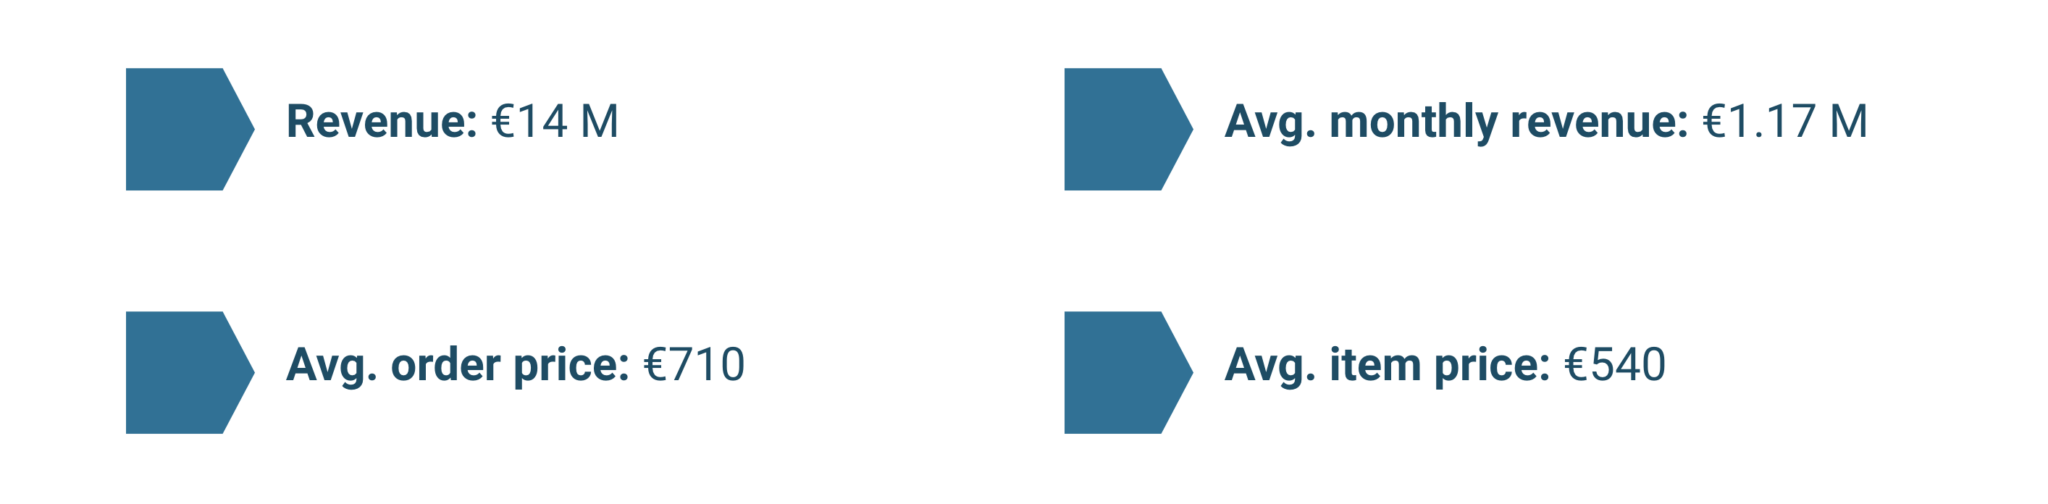 Revenue: €14 M
Avg. monthly revenue: €1.17 M
Avg. order price: €710
Avg. item price: €540